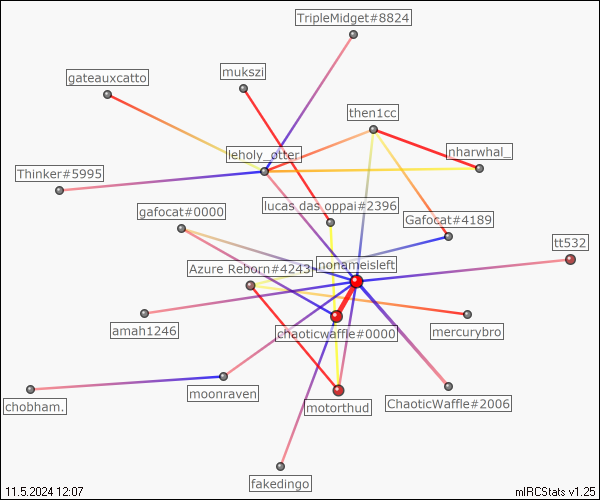 TripleMidget#8824
mukszi
gateauxcatto
then1cc
nharwhal_
leholy_otter
Thinker#5995
lucas das oppai#2396
gafocat#0000
Gafocat#4189
tt532
nonameisleft
Azure Reborn#4243
amah1246
chaoticwaffle#0000
mercurybro
moonraven
chobham.
motorthud
ChaoticWaffle#2006
fakedingo
11.5.2024 12:07
mIRCStats v1.25